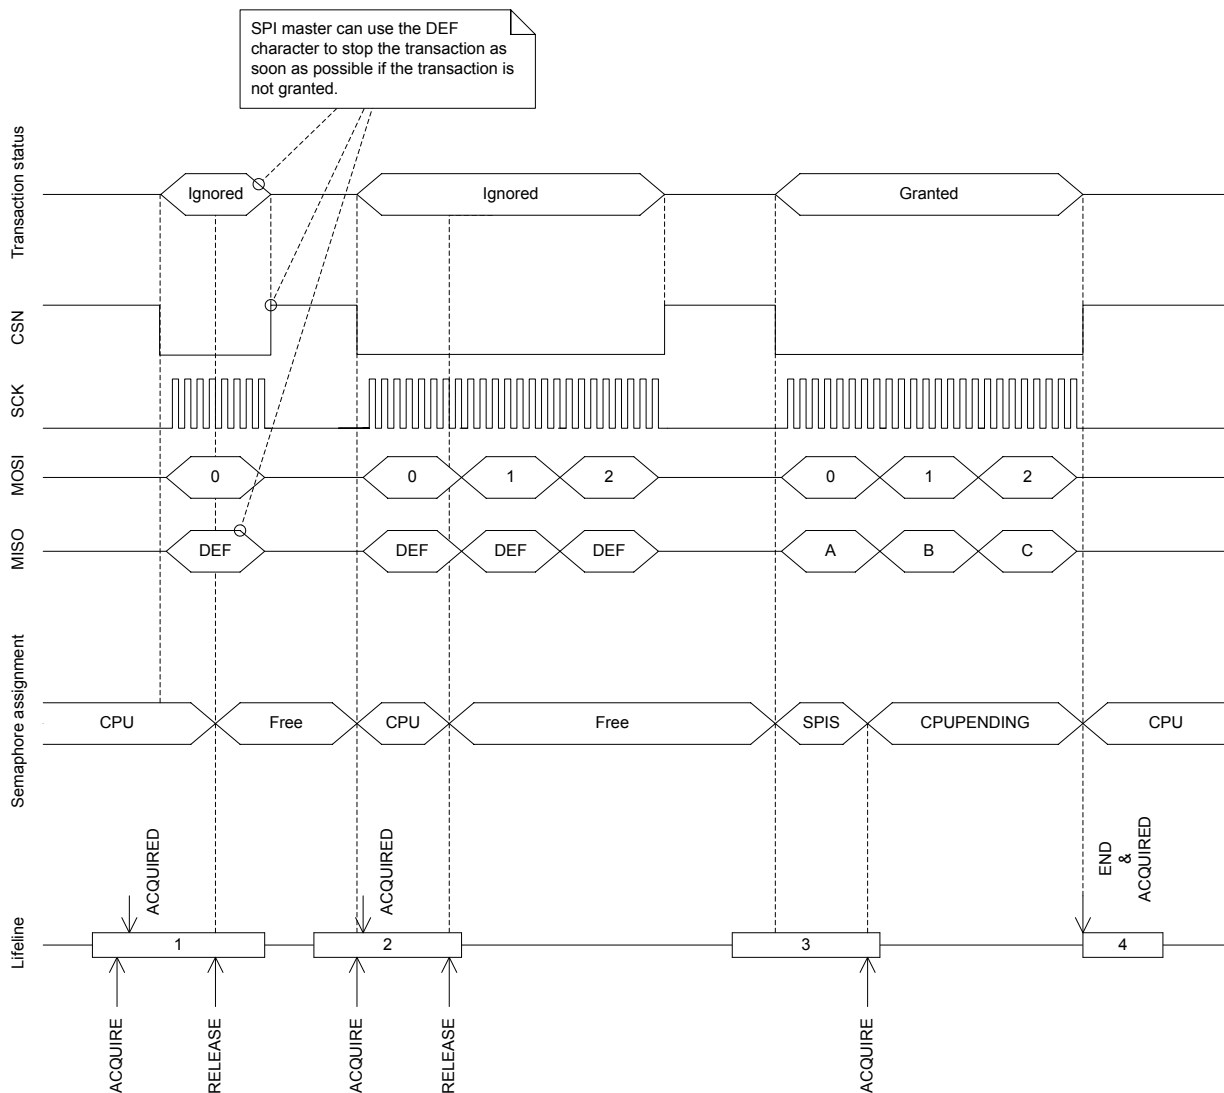 SPI master can use the DEF
character to stop the transaction as
soon as possible if the transaction is
not granted.
Transaction status
Ignored
Ignored
Granted
CSN
SCK
MOSI
0
0
1
2
0
1
2
MISO
DEF
DEF
DEF
DEF
A
B
C
Semaphore assignment
CPU
Free
CPU
Free
SPIS
CPUPENDING
CPU
ACQUIRED
ACQUIRED
END
&
ACQUIRED
Lifeline
1
2
3
4
ACQUIRE
RELEASE
ACQUIRE
RELEASE
ACQUIRE